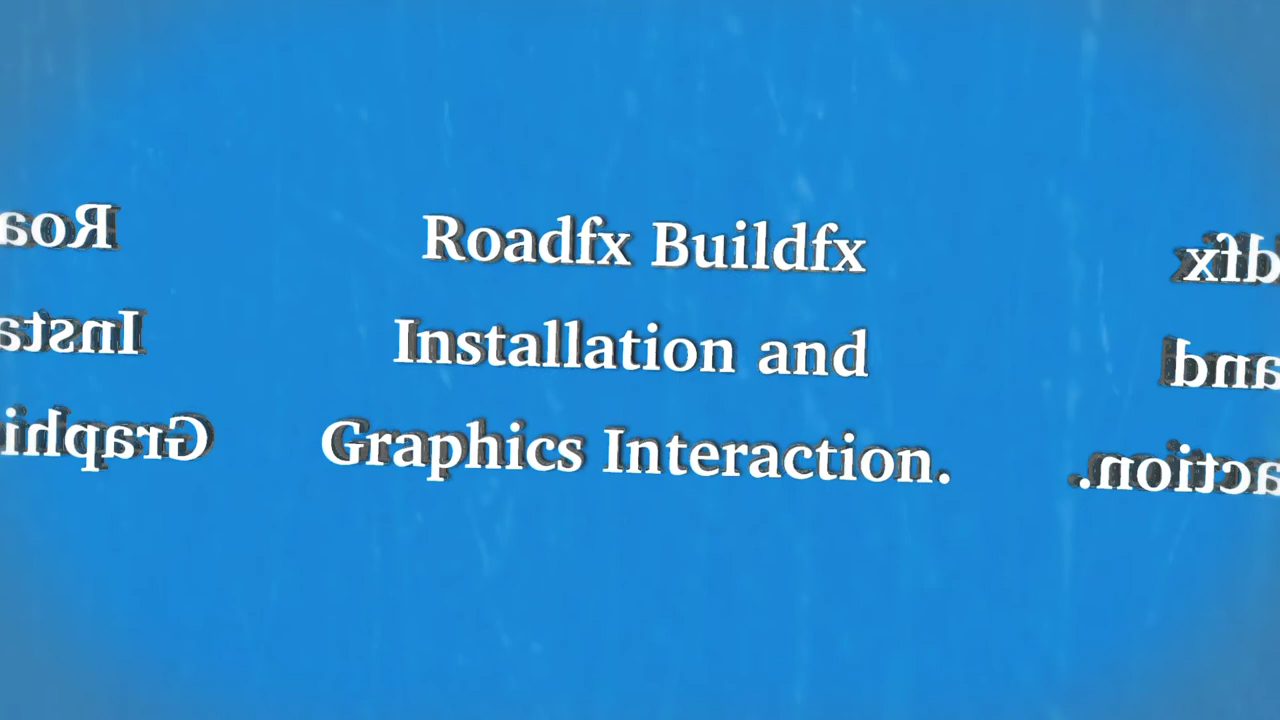 Roadfx Buildfx
Installation and
Graphics Interaction.